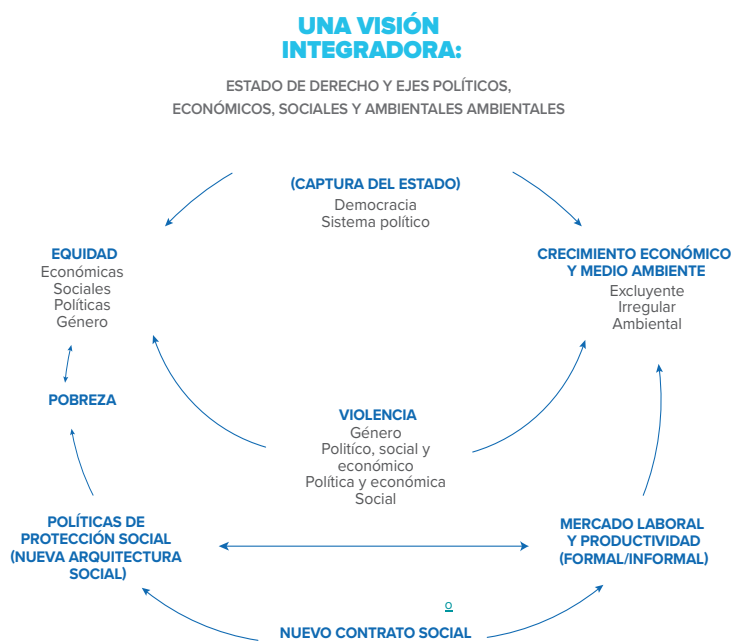 UNA VISIÓN
INTEGRADORA:
ESTADO DE DERECHO Y EJES POLÍTICOS,
ECONÓMICOS, SOCIALES Y AMBIENTALES AMBIENTALES
(CAPTURA DEL ESTADO)
Democracia
Sistema político
EQUIDAD
Económicas
Sociales
Políticas
Género
CRECIMIENTO ECONÓMICO
Y MEDIO AMBIENTE
Excluyente
Irregular
Ambiental
POBREZA
VIOLENCIA
Género
Politíco, social y
económico
Política y económica
Social
POLÍTICAS DE
PROTECCIÓN SOCIAL
(NUEVA ARQUITECTURA
SOCIAL)
MERCADO LABORAL
Y PRODUCTIVIDAD
(FORMAL/INFORMAL)
o
NUEVO CONTRATO SOCIAL